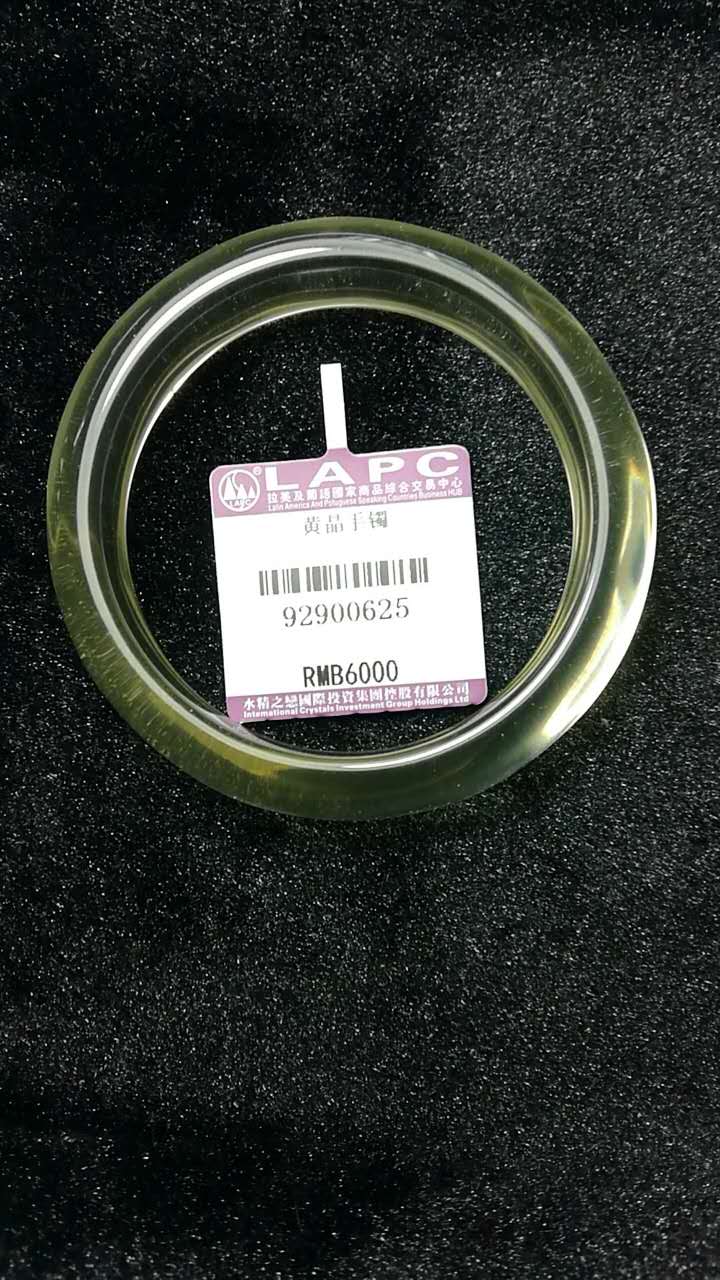 LAPC
®
LAPC
拉美及葡語國家商品綜合交易中心
Latin America And Potuguese Speaking Countries Business HUB
黄晶手镯
92900625
RMB6000
水精之戀國際投資集團控股有限公司
International Crystals Investment Group Holdings Ltd